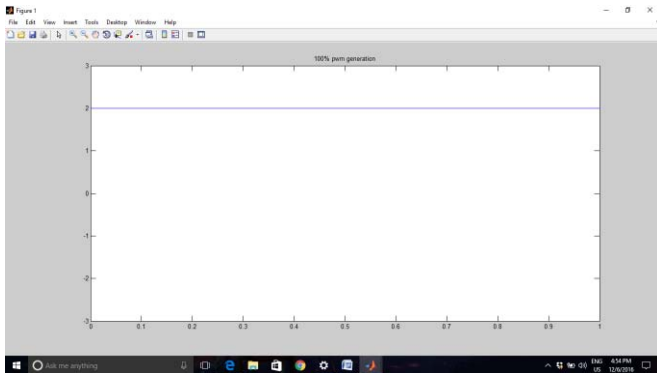 Figure 1
File Edit View Insert Tools Desktop Window Help
100% pwm generation
3
2
1
0
-1
-2
-3
0 0.1 0.2 0.3 0.4 0.5 0.6 0.7 0.8 0.9 1
Ask me anything
ENG 4:54 PM
US 12/6/2016